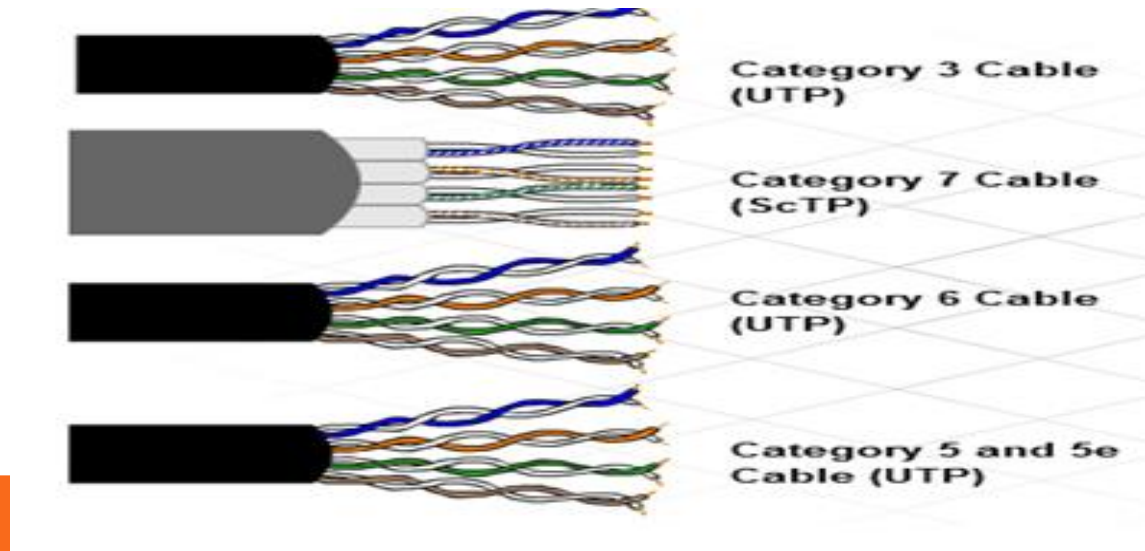 Category 3 Cable
(UTP)
Category 7 Cable
(ScTP)
Category 6 Cable
(UTP)
Category 5 and 5e
Cable (UTP)